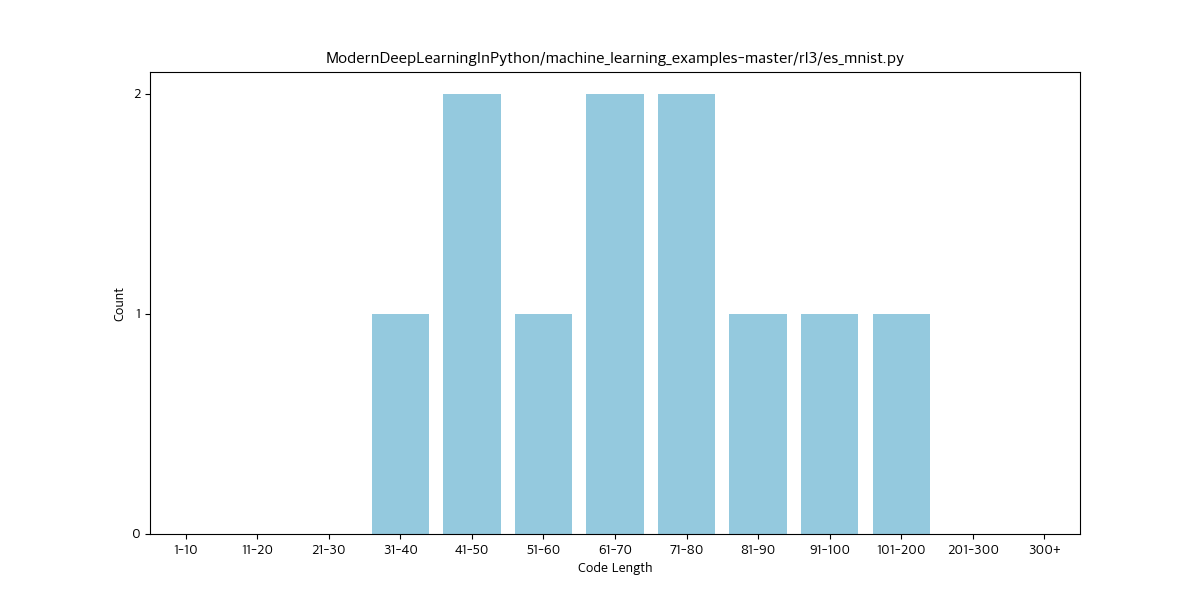 ModernDeepLearningInPython/machine_learning_examples-master/rl3/es_mnist.py
2
1
0
Count
1-10 11-20 21-30 31-40 41-50 51-60 61-70 71-80 81-90 91-100 101-200 201-300 300+
Code Length